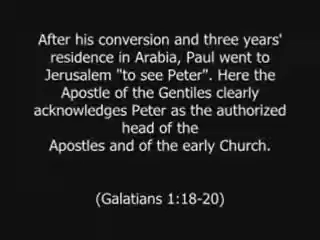 After his conversion and three years'
residence in Arabia, Paul went to
Jerusalem "to see Peter". Here the
Apostle of the Gentiles clearly
acknowledges Peter as the authorized
head of the
Apostles and of the early Church.
(Galatians 1:18-20)